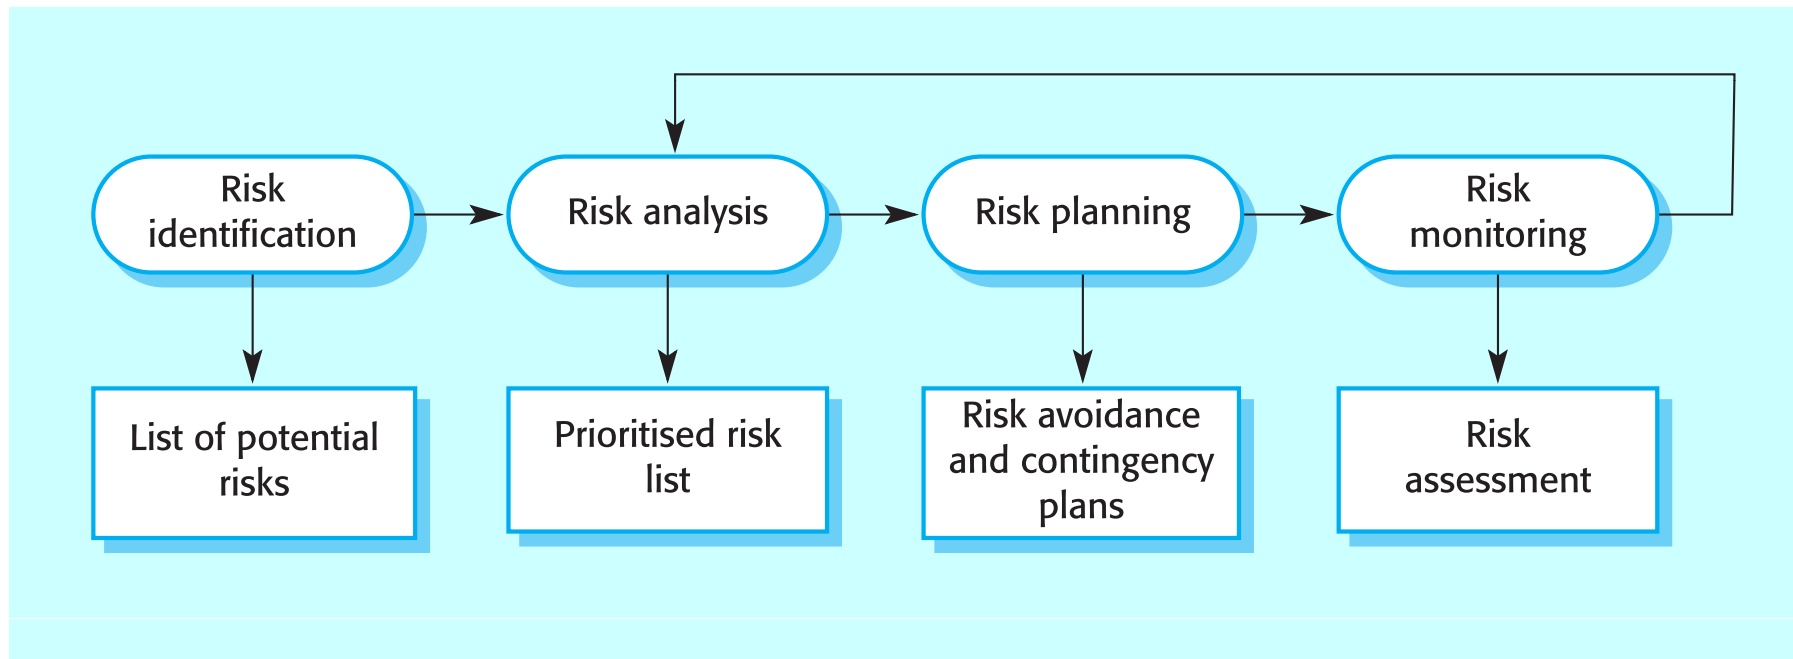 Risk
identification
Risk analysis
Risk planning
Risk
monitoring
List of potential
risks
Prioritised risk
list
Risk avoidance
and contingency
plans
Risk
assessment